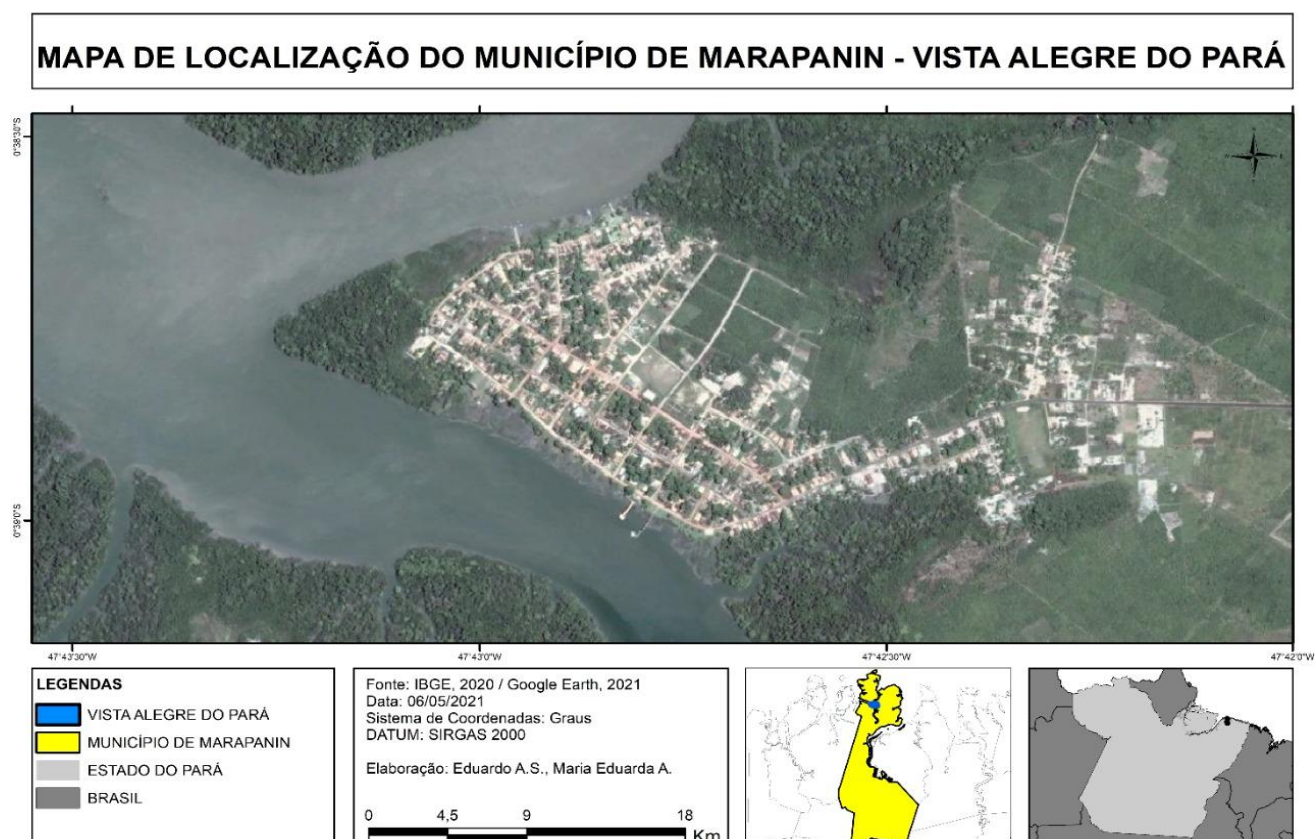 MAPA DE LOCALIZAÇÃO DO MUNICÍPIO DE MARAPANIN - VISTA ALEGRE DO PARÁ
0°38'30"S
0°39'0"S
47°43'30"W
47°43'0"W
47°42'30"W
47°42'0"W
LEGENDAS
VISTA ALEGRE DO PARÁ
MUNICÍPIO DE MARAPANIN
ESTADO DO PARÁ
BRASIL
Fonte: IBGE, 2020 / Google Earth, 2021
Data: 06/05/2021
Sistema de Coordenadas: Graus
DATUM: SIRGAS 2000
Elaboração: Eduardo A.S., Maria Eduarda A.
0 4,5 9 18
Km